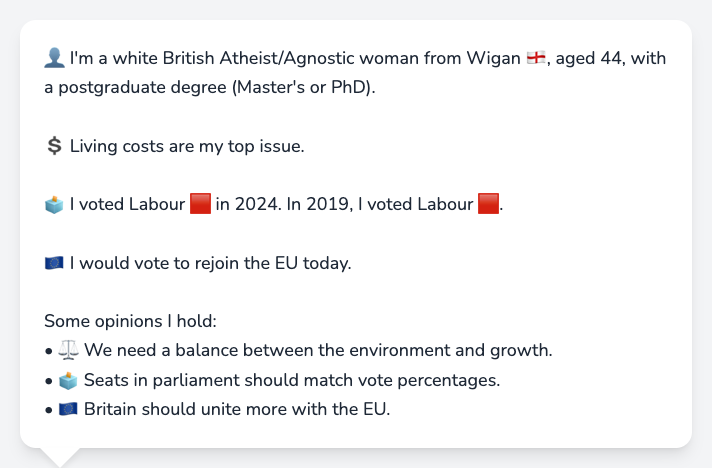 👤 I'm a white British Atheist/Agnostic woman from Wigan 🏴󠁧󠁢󠁥󠁮󠁧󠁿, aged 44, with
a postgraduate degree (Master's or PhD).
💲 Living costs are my top issue.
🗳️ I voted Labour 🟥 in 2024. In 2019, I voted Labour 🟥.
🇪🇺 I would vote to rejoin the EU today.
Some opinions I hold:
• ⚖️ We need a balance between the environment and growth.
• 🗳️ Seats in parliament should match vote percentages.
• 🇪🇺 Britain should unite more with the EU.